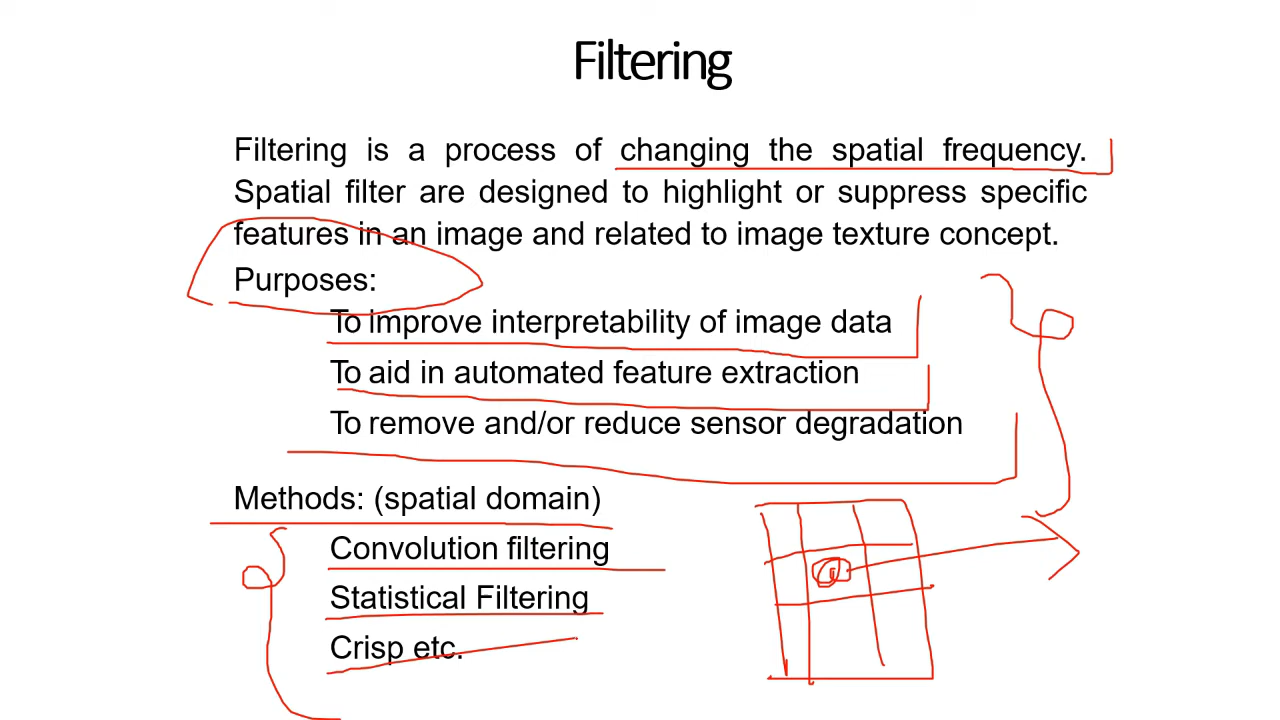 Filtering
Filtering is a process of changing the spatial frequency.
Spatial filter are designed to highlight or suppress specific
features in an image and related to image texture concept.
Purposes:
To improve interpretability of image data
To aid in automated feature extraction
To remove and/or reduce sensor degradation
Methods: (spatial domain)
Convolution filtering
Statistical Filtering
Crisp etc.